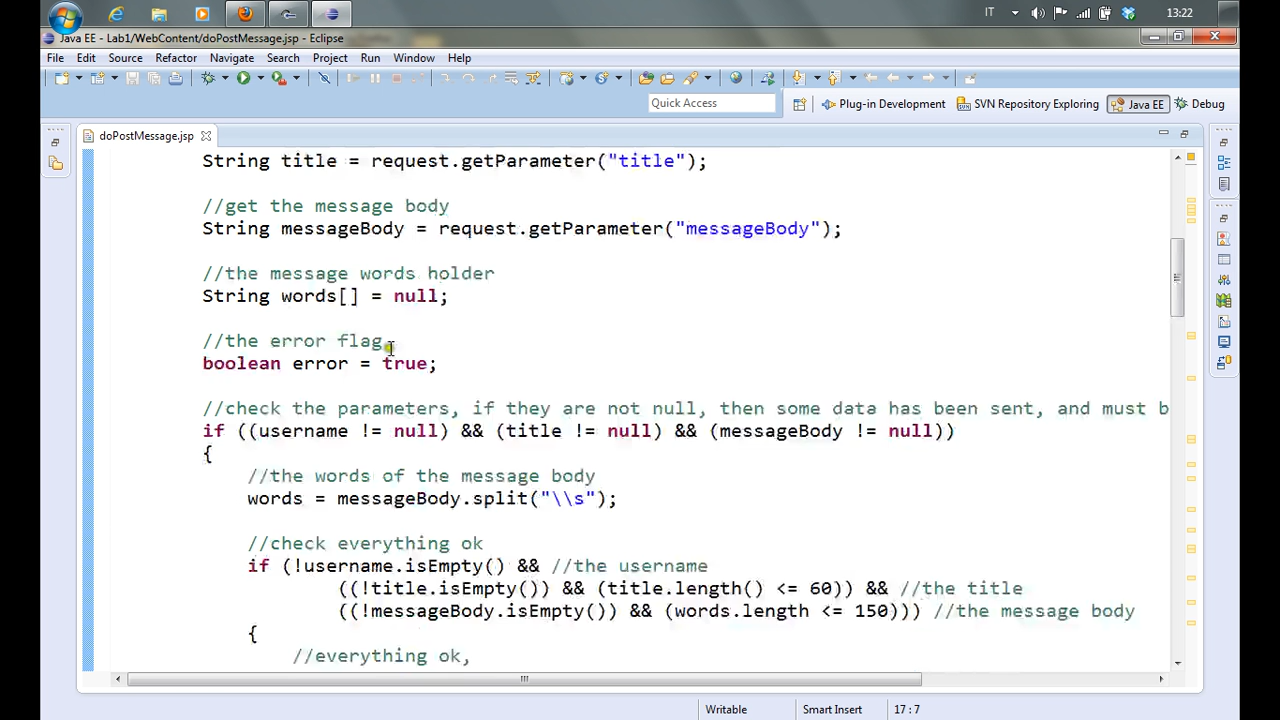 IT
13:22
Java EE - Lab1/WebContent/doPostMessage.jsp - Eclipse
File Edit Source Refactor Navigate Search Project Run Window Help
Quick Access
Plug-in Development
SVN Repository Exploring
Java EE
Debug
doPostMessage.jsp
String title = request.getParameter("title");
//get the message body
String messageBody = request.getParameter("messageBody");
//the message words holder
String words[] = null;
//the error flag
boolean error = true;
//check the parameters, if they are not null, then some data has been sent, and must b
if ((username != null) && (title != null) && (messageBody != null))
{
//the words of the message body
words = messageBody.split("\\s");
//check everything ok
if (!username.isEmpty() && //the username
((!title.isEmpty()) && (title.length() <= 60)) && //the title
((!messageBody.isEmpty()) && (words.length <= 150))) //the message body
{
//everything ok,
Writable
Smart Insert
17 : 7